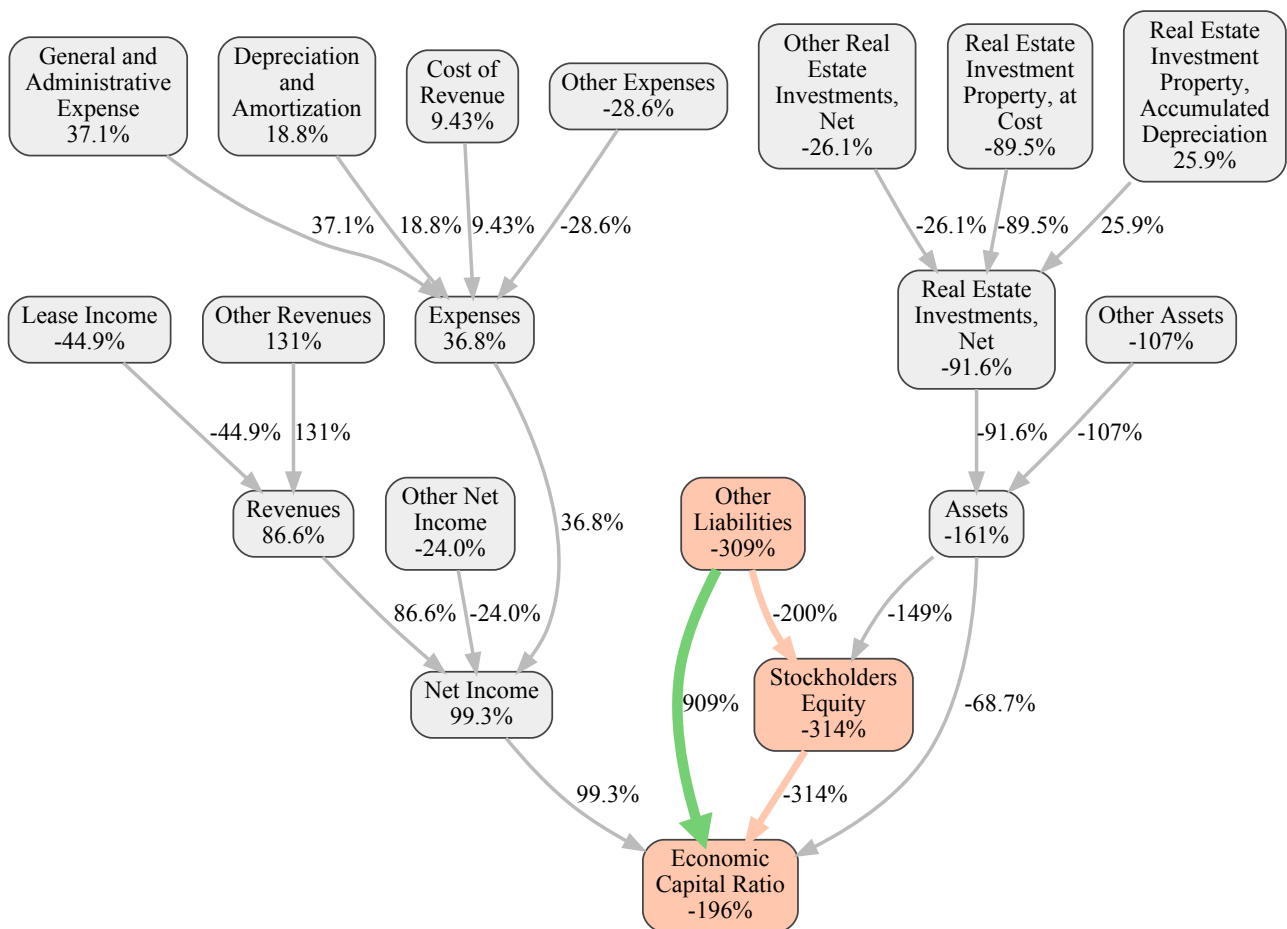 General and
Administrative
Expense
37.1%
Depreciation
and
Amortization
18.8%
Cost of
Revenue
9.43%
Other Expenses
-28.6%
Other Real
Estate
Investments,
Net
-26.1%
Real Estate
Investment
Property, at
Cost
-89.5%
Real Estate
Investment
Property,
Accumulated
Depreciation
25.9%
37.1%
18.8%
9.43%
-28.6%
-26.1%
-89.5%
25.9%
Lease Income
-44.9%
Other Revenues
131%
Expenses
36.8%
Real Estate
Investments,
Net
-91.6%
Other Assets
-107%
-44.9%
131%
-91.6%
-107%
Revenues
86.6%
Other Net
Income
-24.0%
36.8%
Other
Liabilities
-309%
Assets
-161%
86.6%
-24.0%
-200%
-149%
Net Income
99.3%
909%
Stockholders
Equity
-314%
-68.7%
99.3%
-314%
Economic
Capital Ratio
-196%